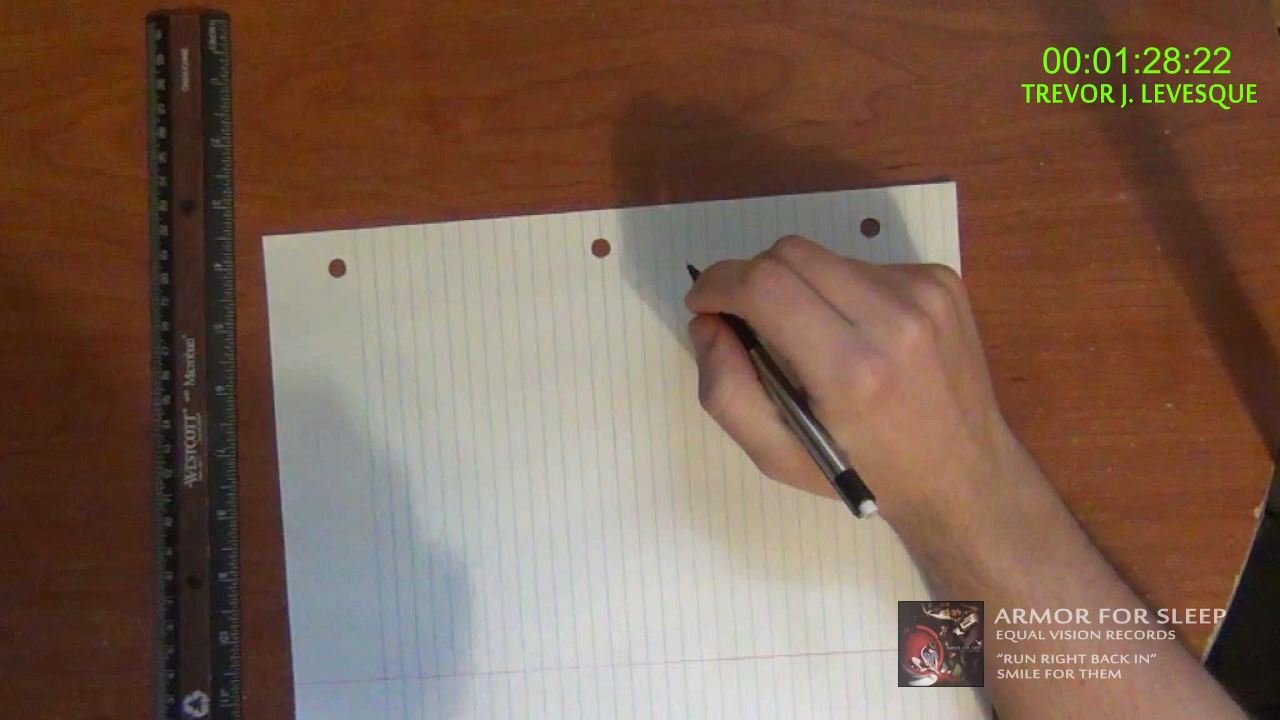 00:01:28:22
TREVOR J. LEVESQUE
WESTCOTT
Microban
ARMOR FOR SLEEP
EQUAL VISION RECORDS
“RUN RIGHT BACK IN”
SMILE FOR THEM